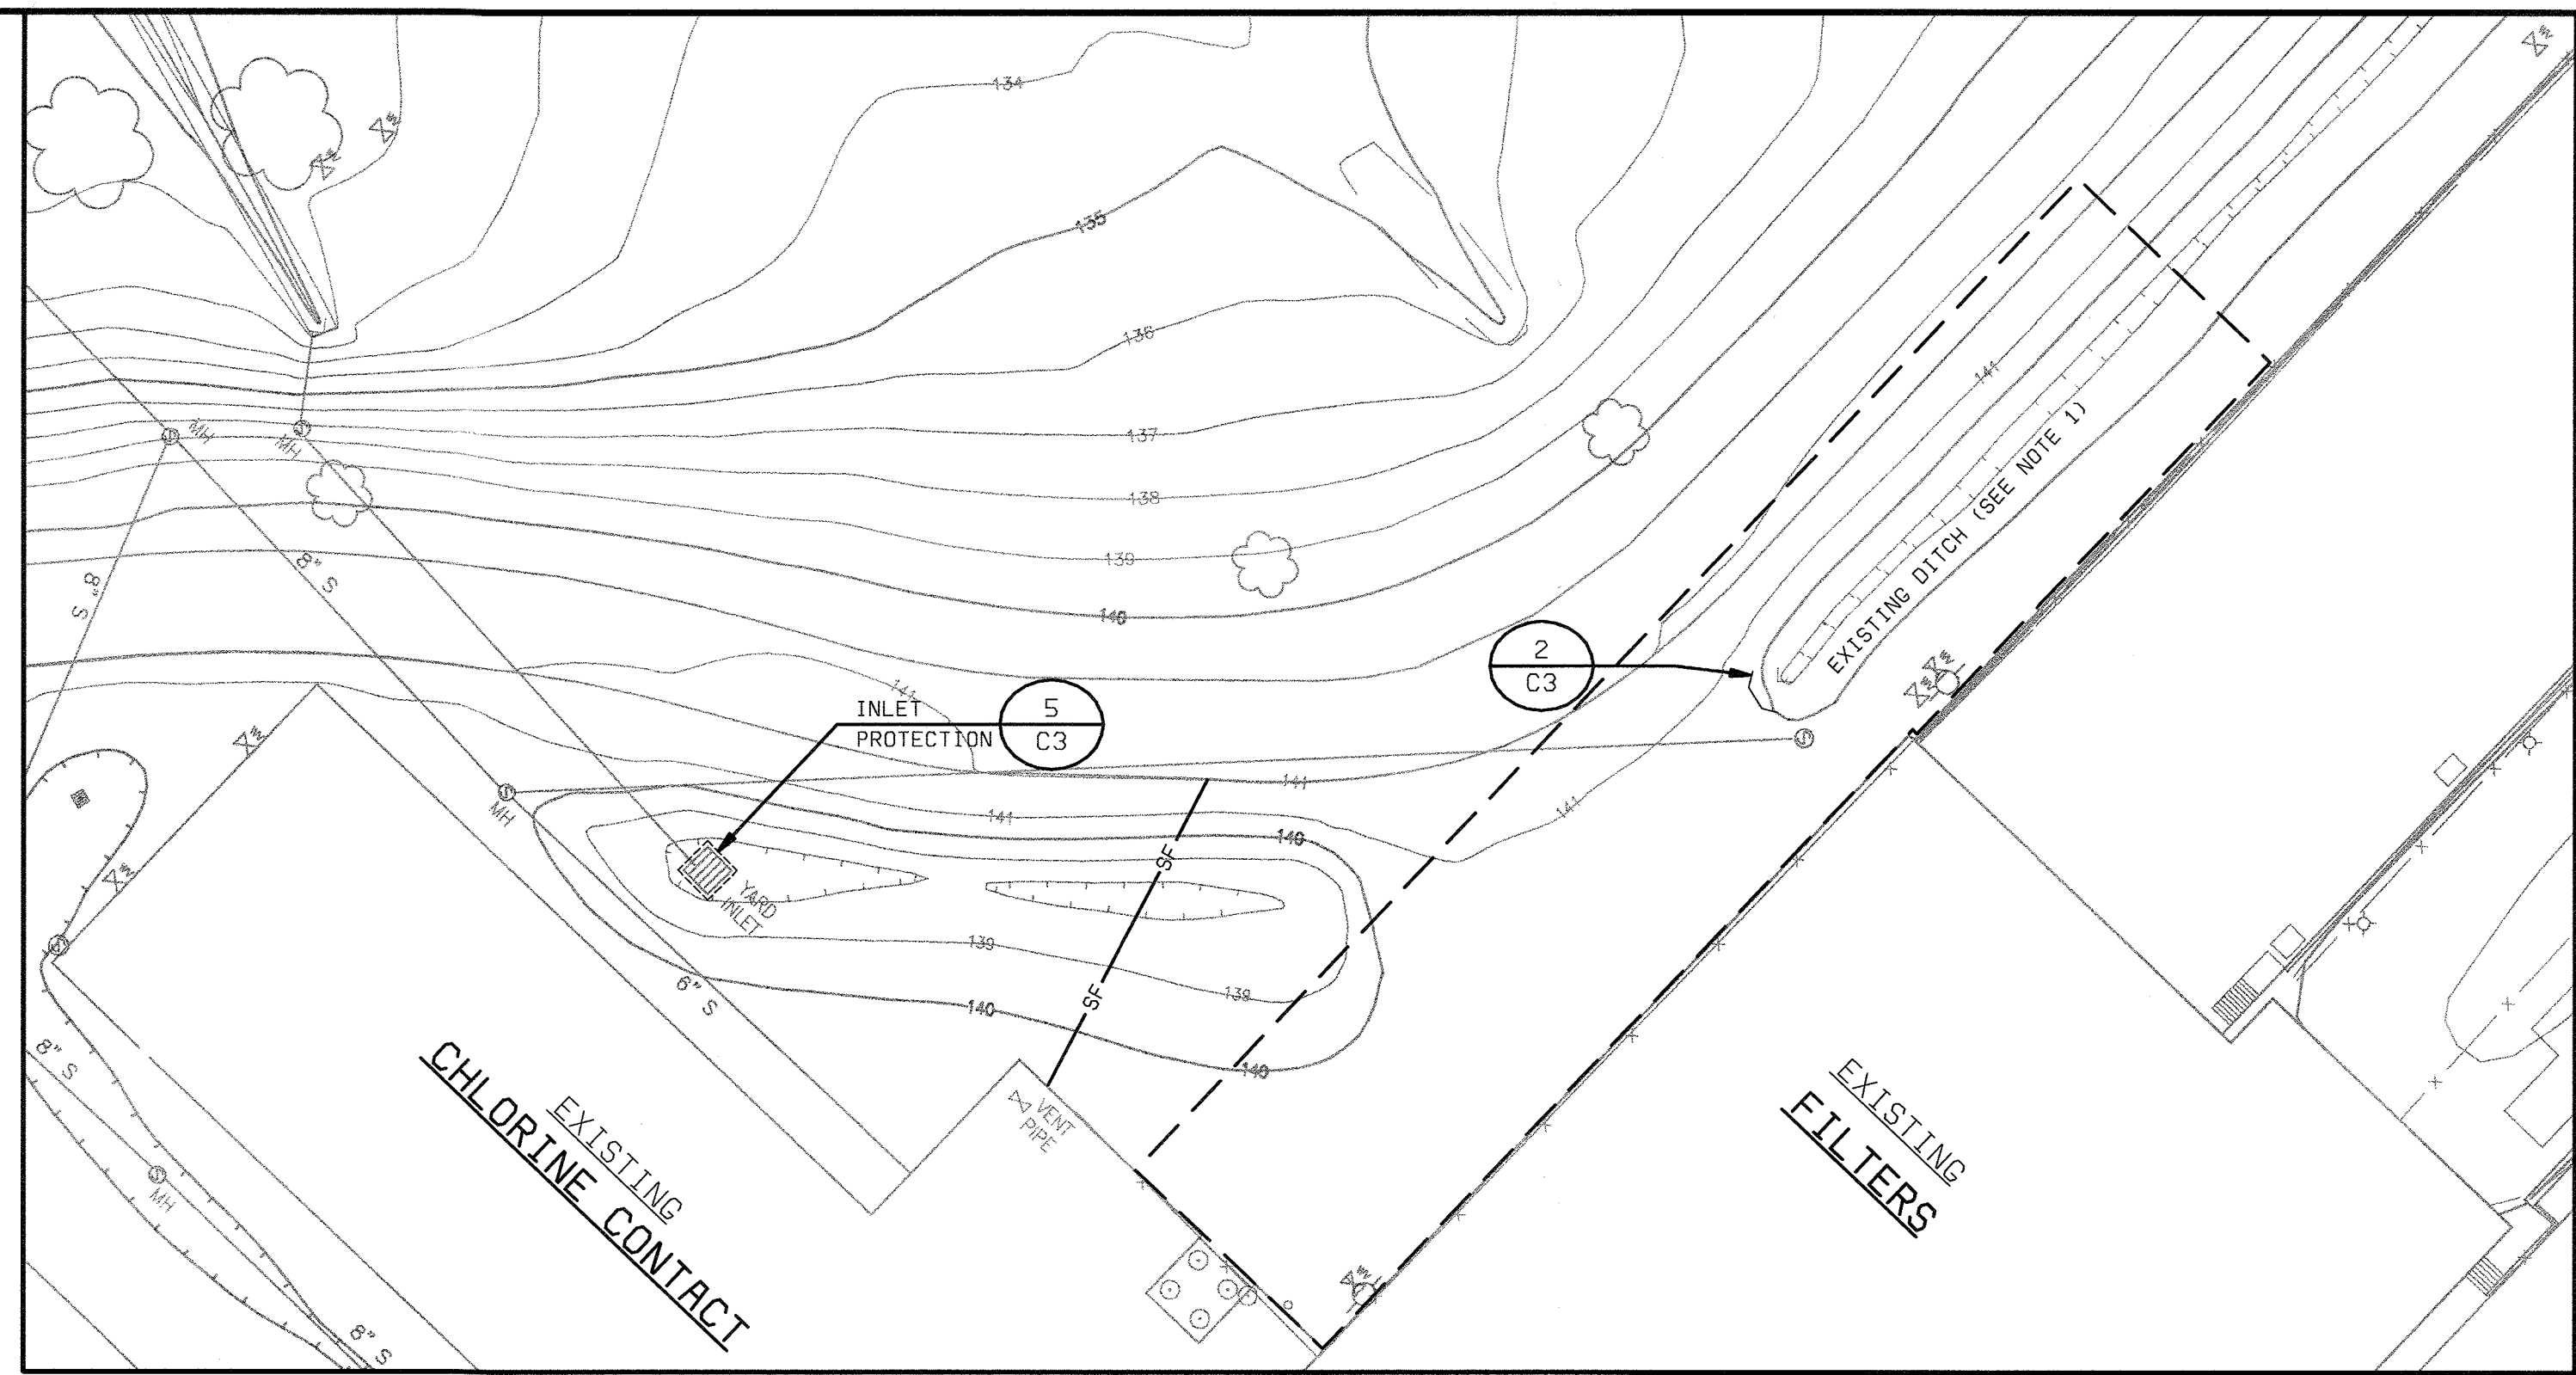 134
135
136
137
138
139
140
141
MH
MH
8" S
8" S
2
C3
EXISTING DITCH (SEE NOTE 1)
141
INLET
PROTECTION
5
C3
141
141
141
MH
140
YARD
INLET
139
139
140
140
6" S
SF
SF
VENT
PIPE
EXISTING
CHLORINE CONTACT
EXISTING
FILTERS
8" S
MH
8" S